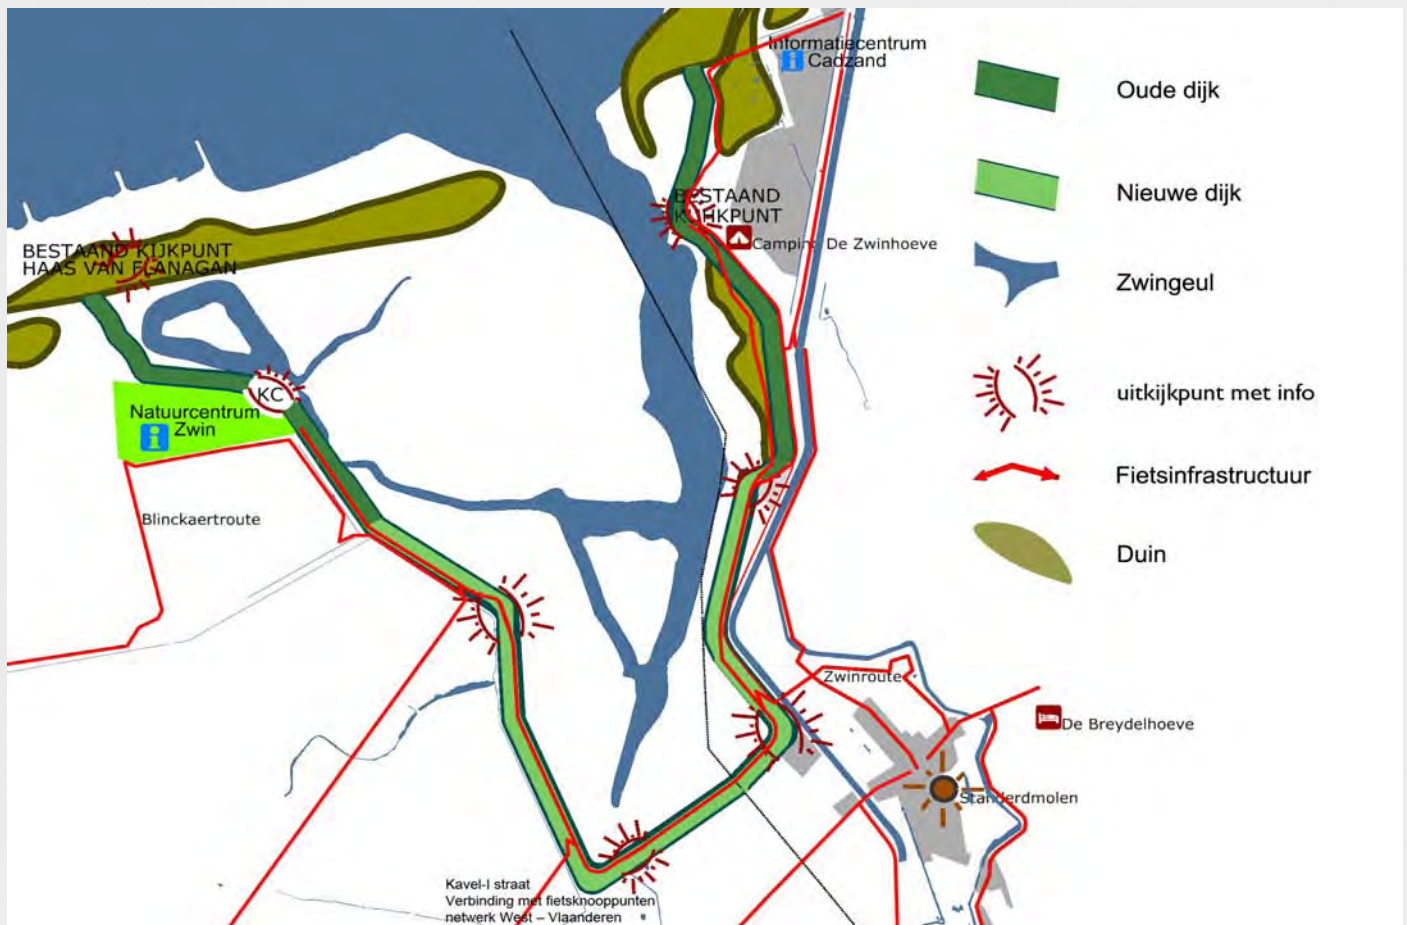 Informatiecentrum
Cadzand
Oude dijk
Nieuwe dijk
BESTAAND
KIJKPUNT
Camping De Zwinhoeve
BESTAAND KIJKPUNT
HAAS VAN FLANAGAN
Zwingeul
KC
uitkijkpunt met info
Natuurcentrum
Zwin
Fietsinfrastructuur
Blinckaertroute
Duin
Zwinroute
De Breydelhoeve
Standerdmolen
Kavel-I straat
Verbinding met fietsknooppunten
netwerk West – Vlaanderen